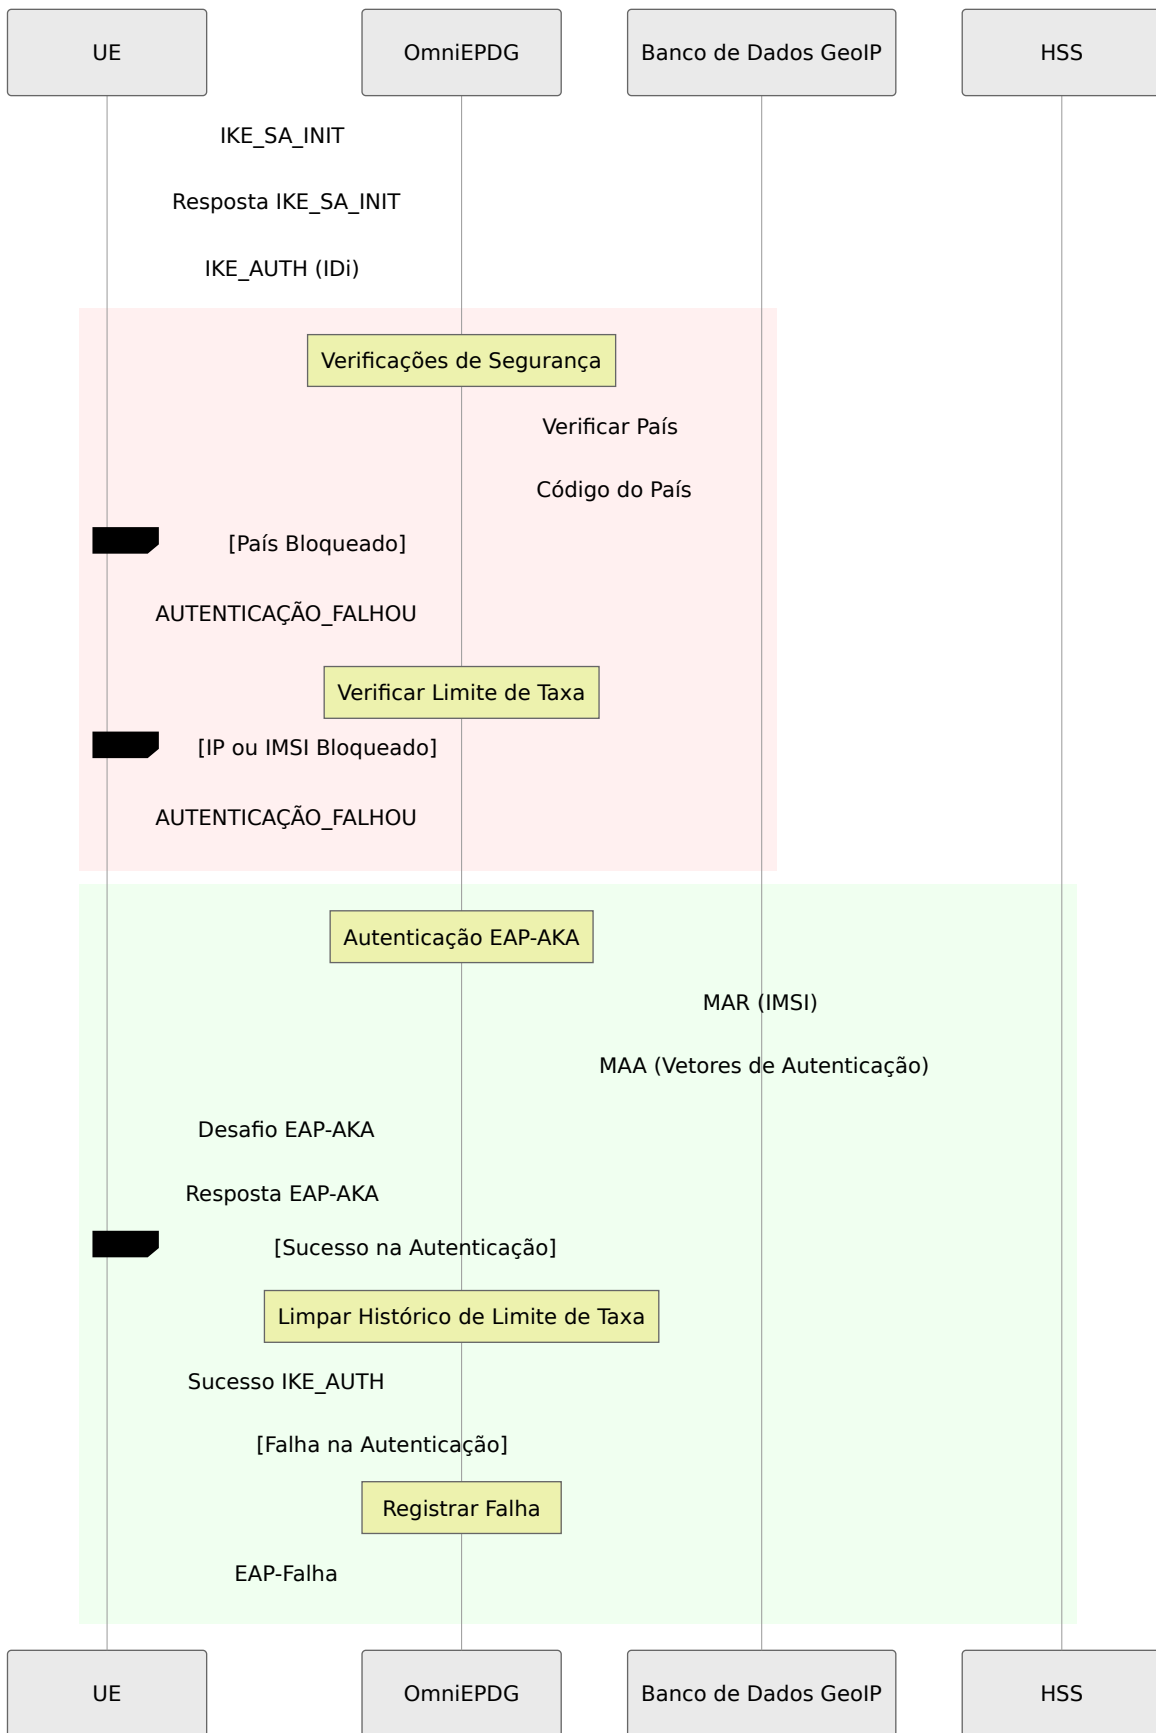 UE
OmniEPDG
Banco de Dados GeoIP
HSS
IKE_SA_INIT
Resposta IKE_SA_INIT
IKE_AUTH (IDi)
Verificações de Segurança
Verificar País
Código do País
[País Bloqueado]
AUTENTICAÇÃO_FALHOU
Verificar Limite de Taxa
[IP ou IMSI Bloqueado]
AUTENTICAÇÃO_FALHOU
Autenticação EAP-AKA
MAR (IMSI)
MAA (Vetores de Autenticação)
Desafio EAP-AKA
Resposta EAP-AKA
[Sucesso na Autenticação]
Limpar Histórico de Limite de Taxa
Sucesso IKE_AUTH
[Falha na Autenticação]
Registrar Falha
EAP-Falha
UE
OmniEPDG
Banco de Dados GeoIP
HSS